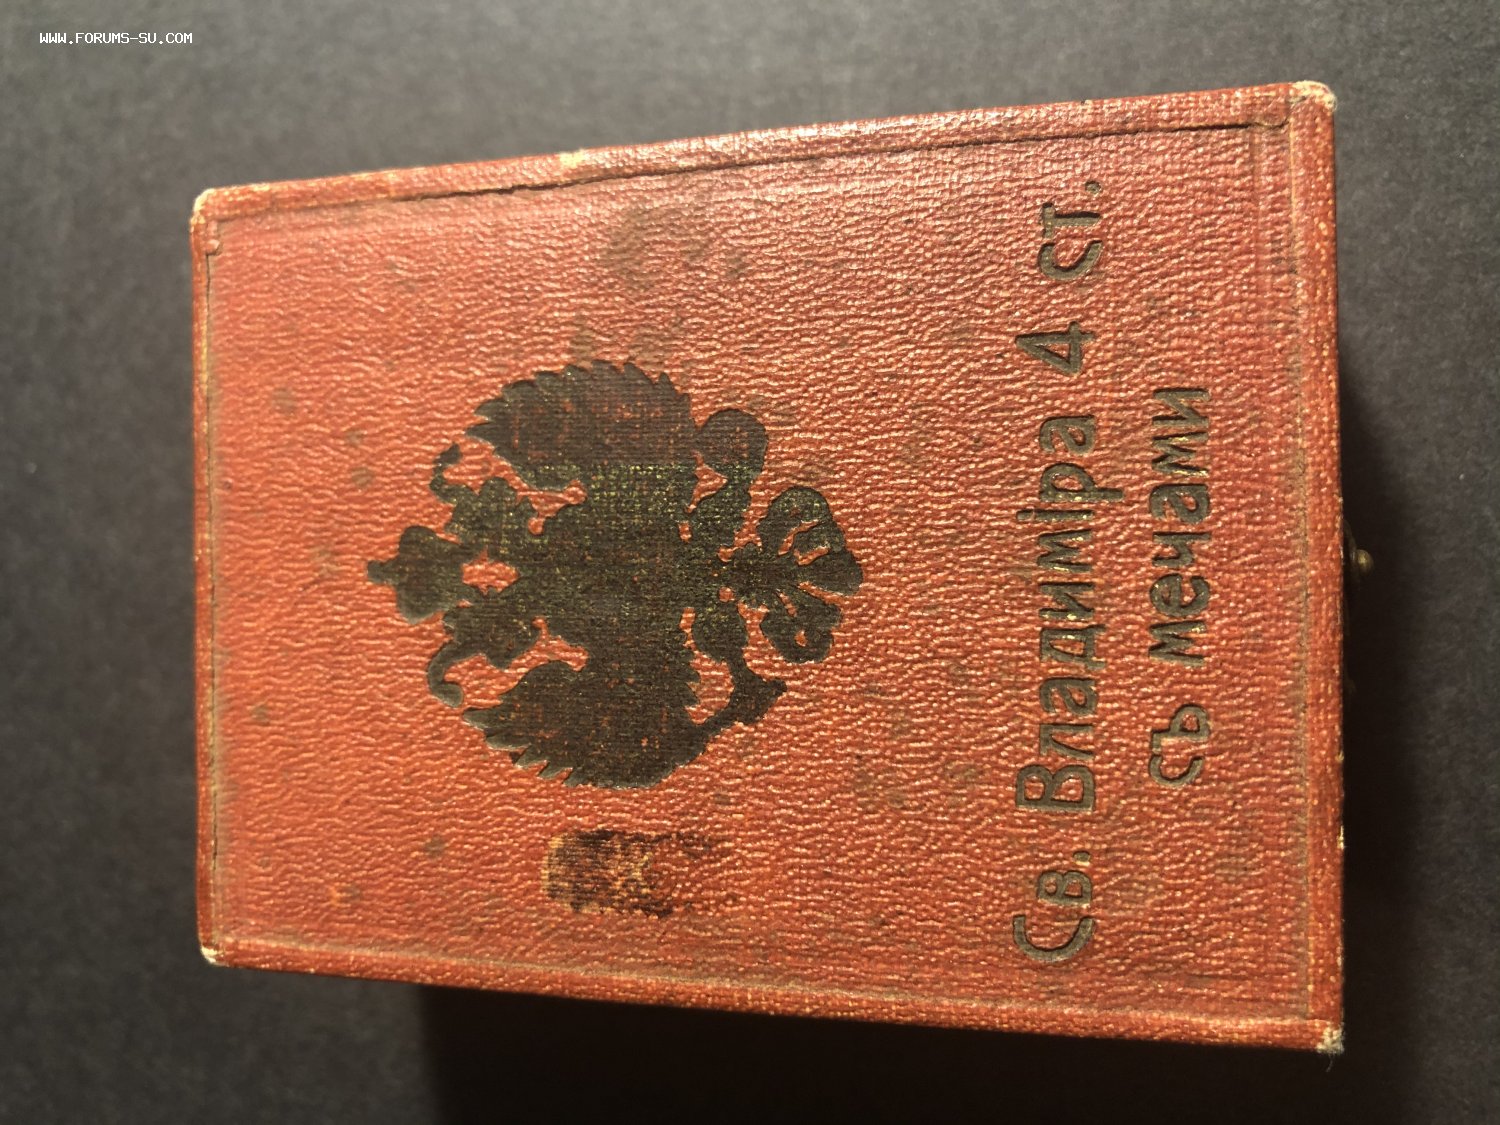 WWW.FORUMS-SU.COM
Св. Владиміра 4 ст.
съ мечами